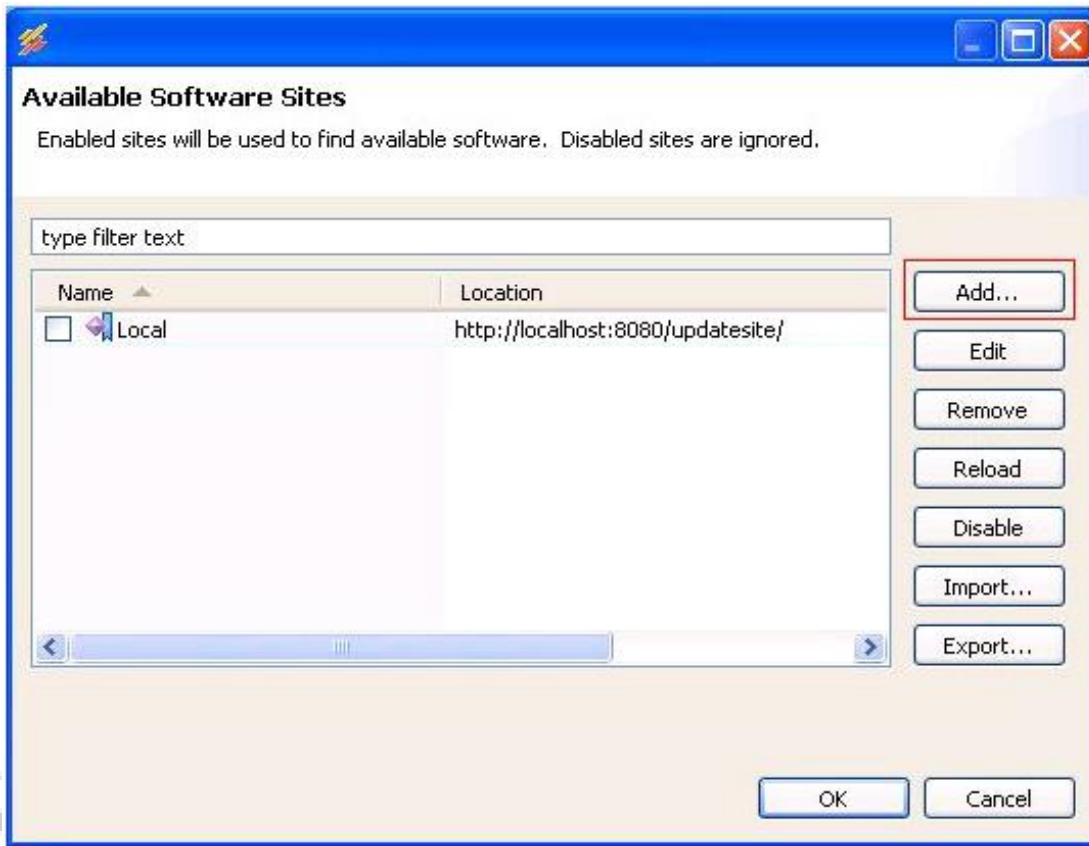 Available Software Sites
Enabled sites will be used to find available software.  Disabled sites are ignored.
type filter text
Name Location
Add...
Local http://localhost:8080/updatesite/
Edit
Remove
Reload
Disable
Import...
Export...
OK Cancel